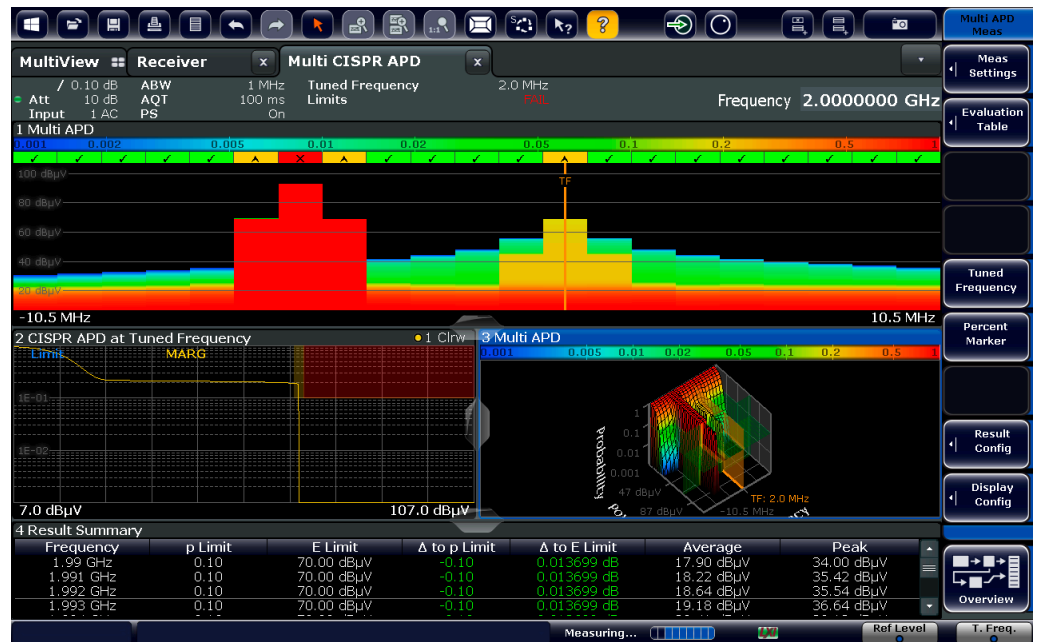 Multi APD
Meas
MultiView
Receiver
x
Multi CISPR APD
x
/ 0.10 dB ABW 1 MHz Tuned Frequency 2.0 MHz
Att 10 dB AQT 100 ms Limits FAIL
Input 1 AC PS On
Frequency 2.0000000 GHz
1 Multi APD
0.001 0.002 0.005 0.01 0.02 0.05 0.1 0.2 0.5 1
100 dBµV
TF
80 dBµV
60 dBµV
40 dBµV
20 dBµV
-10.5 MHz 10.5 MHz
2 CISPR APD at Tuned Frequency
1 Clrw
Limits MARG
1E-01
1E-02
7.0 dBµV 107.0 dBµV
3 Multi APD
0.001 0.005 0.01 0.02 0.05 0.1 0.2 0.5 1
1
0.1
0.01
0.001
probability
47 dBµV
87 dBµV
TF: 2.0 MHz
-10.5 MHz
4 Result Summary
Frequency p Limit E Limit Δ to p Limit Δ to E Limit Average Peak
1.99 GHz 0.10 70.00 dBµV -0.10 0.013699 dB 17.90 dBµV 34.00 dBµV
1.991 GHz 0.10 70.00 dBµV -0.10 0.013699 dB 18.22 dBµV 35.42 dBµV
1.992 GHz 0.10 70.00 dBµV -0.10 0.013699 dB 18.64 dBµV 35.54 dBµV
1.993 GHz 0.10 70.00 dBµV -0.10 0.013699 dB 19.18 dBµV 36.64 dBµV
Measuring...
Ref Level
T. Freq.
Meas
Settings
Evaluation
Table
Tuned
Frequency
Percent
Marker
Result
Config
Display
Config
Overview